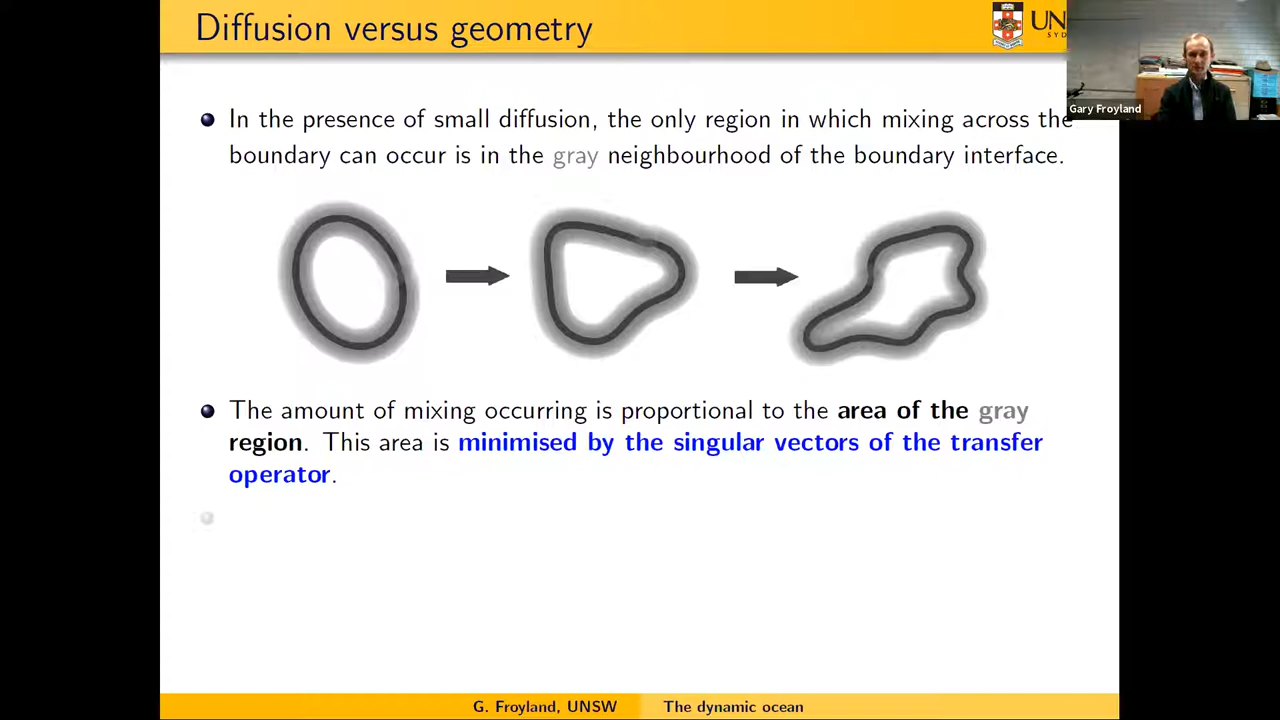 Diffusion versus geometry
UN
SYD
Gary Froyland
In the presence of small diffusion, the only region in which mixing across the
boundary can occur is in the gray neighbourhood of the boundary interface.
The amount of mixing occurring is proportional to the area of the gray
region. This area is minimised by the singular vectors of the transfer
operator.
G. Froyland, UNSW
The dynamic ocean